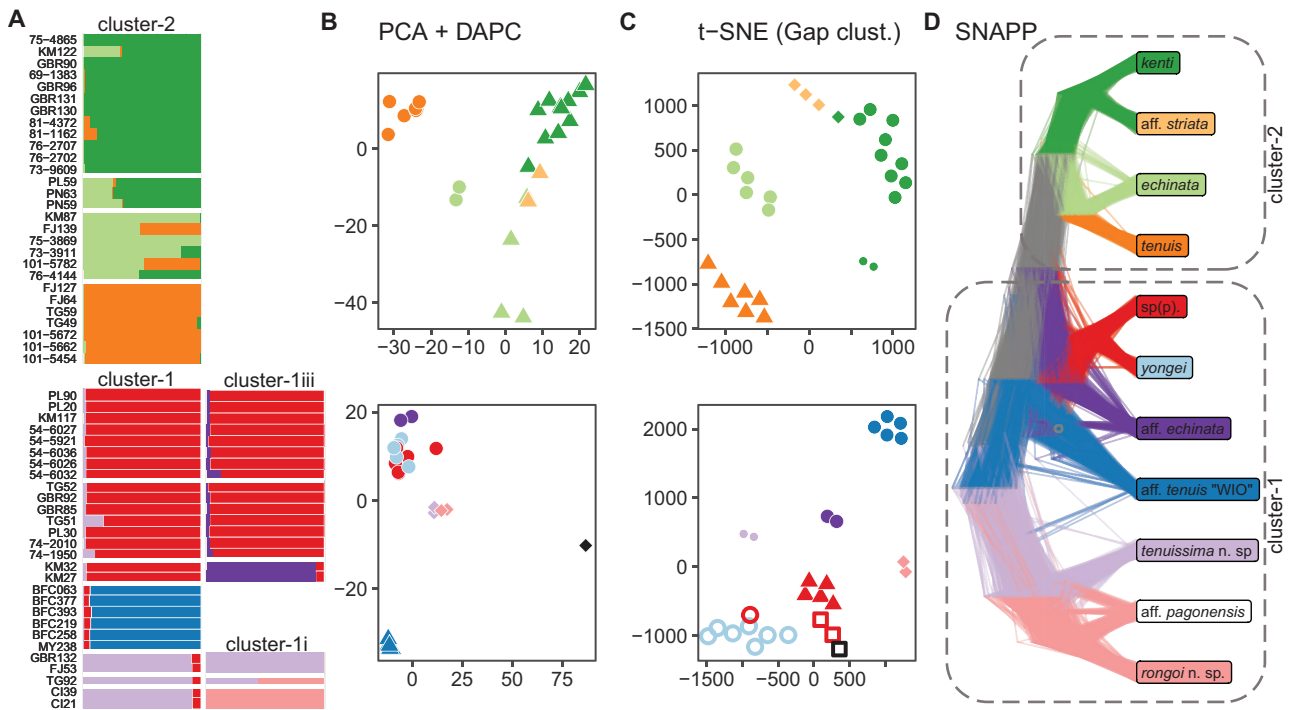 A
cluster-2
75-4865
KM122
GBR90
69-1383
GBR96
GBR131
GBR130
81-4372
81-1162
76-2707
76-2702
73-9609
PL59
PN63
PN59
KM87
FJ139
75-3869
73-3911
101-5782
76-4144
FJ127
FJ64
TG59
TG49
101-5672
101-5662
101-5454
cluster-1
cluster-1iii
PL90
PL20
KM117
54-6027
54-5921
54-6036
54-6026
54-6032
TG52
GBR92
GBR85
TG51
PL30
74-2010
74-1950
KM32
KM27
BFC063
BFC377
BFC393
BFC219
BFC258
MY238
cluster-1i
GBR132
FJ53
TG92
CI39
CI21
B
PCA + DAPC
0
−20
−40
−30
−20
−10
0
10
20
20
0
−20
0
25
50
75
C
t−SNE (Gap clust.)
1000
500
0
−500
−1000
−1500
−1000
0
1000
2000
1000
0
−1000
−1500
−500
0
500
D
SNAPP
kenti
aff. striata
echinata
tenuis
cluster-2
sp(p).
yongei
aff. echinata
aff. tenuis "WIO"
tenuissima n. sp
aff. pagonensis
rongoi n. sp.
cluster-1